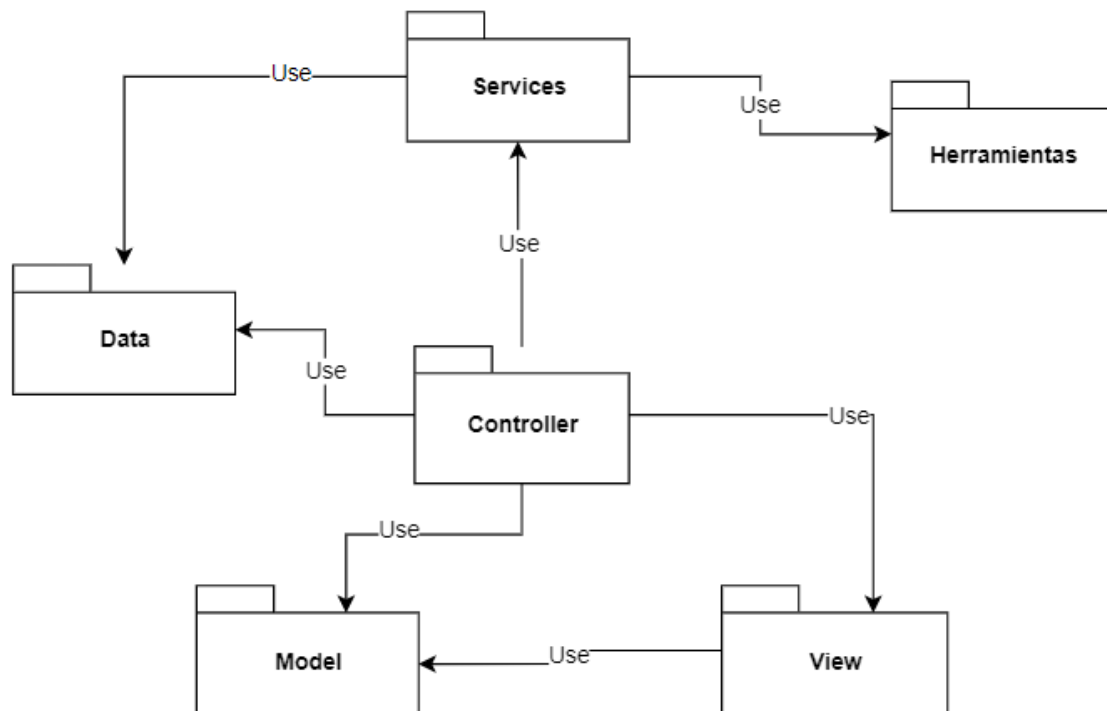 Services
Use
Use
Herramientas
Use
Data
Use
Controller
Use
Use
Model
Use
View